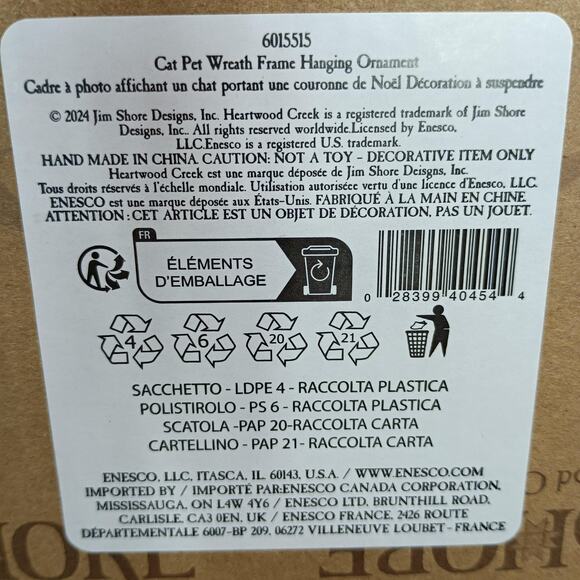 6015515
Cat Pet Wreath Frame Hanging Ornament
Cadre à photo affichant un chat portant une couronne de Noël Décoration à suspendre
© 2024 Jim Shore Designs, Inc. Heartwood Creek is a registered trademark of Jim Shore
Designs, Inc.. All rights reserved worldwide.Licensed by Enesco,
LLC.Enesco is a registered U.S. trademark.
HAND MADE IN CHINA. CAUTION: NOT A TOY - DECORATIVE ITEM ONLY
Heartwood Creek est une marque déposée de Jim Shore Deisgns, Inc.
Tous droits réservés à l'échelle mondiale. Utilisation autorisée vertu d'une licence d'Enesco, LLC.
ENESCO est une marque déposée aux États-Unis. FABRIQUÉ À LA MAIN EN CHINE.
ATTENTION : CET ARTICLE EST UN OBJET DE DÉCORATION, PAS UN JOUET.
FR
ÉLÉMENTS
D'EMBALLAGE
0 28399 40454 4
4 6 20 21
SACCHETTO - LDPE 4 - RACCOLTA PLASTICA
POLISTIROLO - PS 6 - RACCOLTA PLASTICA
SCATOLA - PAP 20- RACCOLTA CARTA
CARTELLINO - PAP 21- RACCOLTA CARTA
ENESCO, LLC, ITASCA, IL 60143, U.S.A. / WWW.ENESCO.COM
IMPORTED BY / IMPORTÉ PAR:ENESCO CANADA CORPORATION,
MISSISSAUGA, ON L4W 4Y6 / ENESCO LTD, BRUNTHILL ROAD,
CARLISLE, CA3 0EN, UK / ENESCO FRANCE, 2426 ROUTE
DÉPARTEMENTALE 6007-BP 209, 06272 VILLENEUVE LOUBET - FRANCE